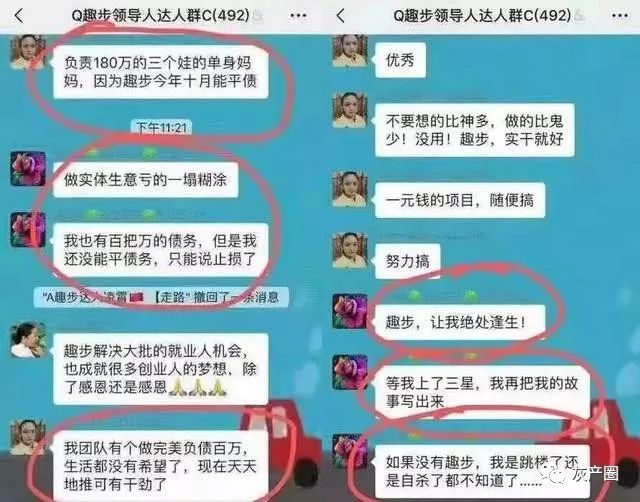 Q趣步领导人达人群C(492)
负责180万的三个娃的单身妈
妈，因为趣步今年十月能平债
下午11:21
做实体生意亏的一塌糊涂
我也有百把万的债务，但是我
还没能平债务，只能说止损了
"A趣步达人凌霄 【走路】撤回了一条消息
趣步解决大批的就业人机会，
也成就很多创业人的梦想，除
了感恩还是感恩🙏🙏🙏
我团队有个做完美负债百万，
生活都没有希望了，现在天天
地推可有干劲了
Q趣步领导人达人群C(492)
优秀
不要想的比神多，做的比鬼
少！没用！趣步，实干就好
一元钱的项目，随便搞
努力搞
趣步，让我绝处逢生！
等我上了三星，我再把我的故
事写出来
如果没有趣步，我是跳楼了还
是自杀了都不知道了......
灰产圈